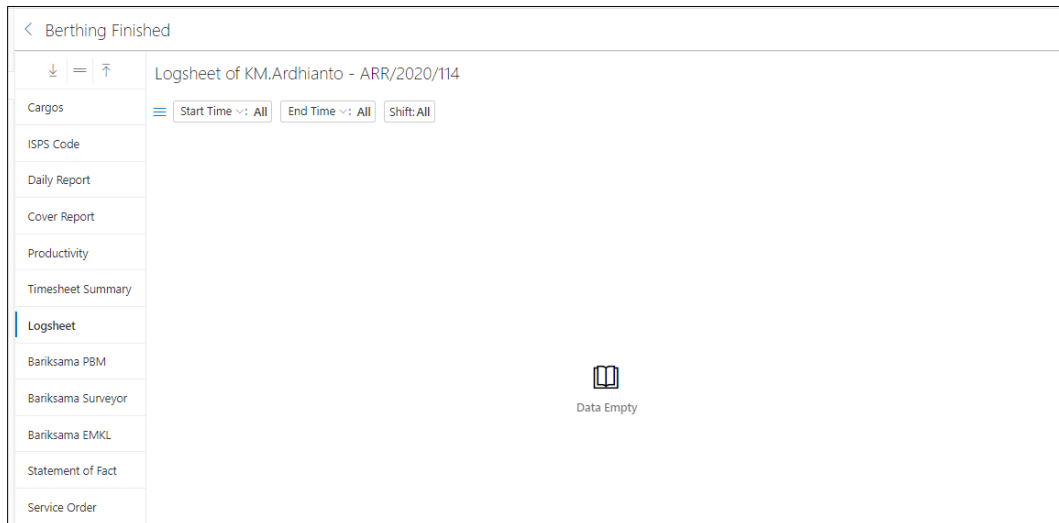 Berthing Finished
Logsheet of KM.Ardhianto - ARR/2020/114
Start Time : All End Time : All Shift: All
Cargos
ISPS Code
Daily Report
Cover Report
Productivity
Timesheet Summary
Logsheet
Bariksama PBM
Bariksama Surveyor
Bariksama EMKL
Statement of Fact
Service Order
Data Empty